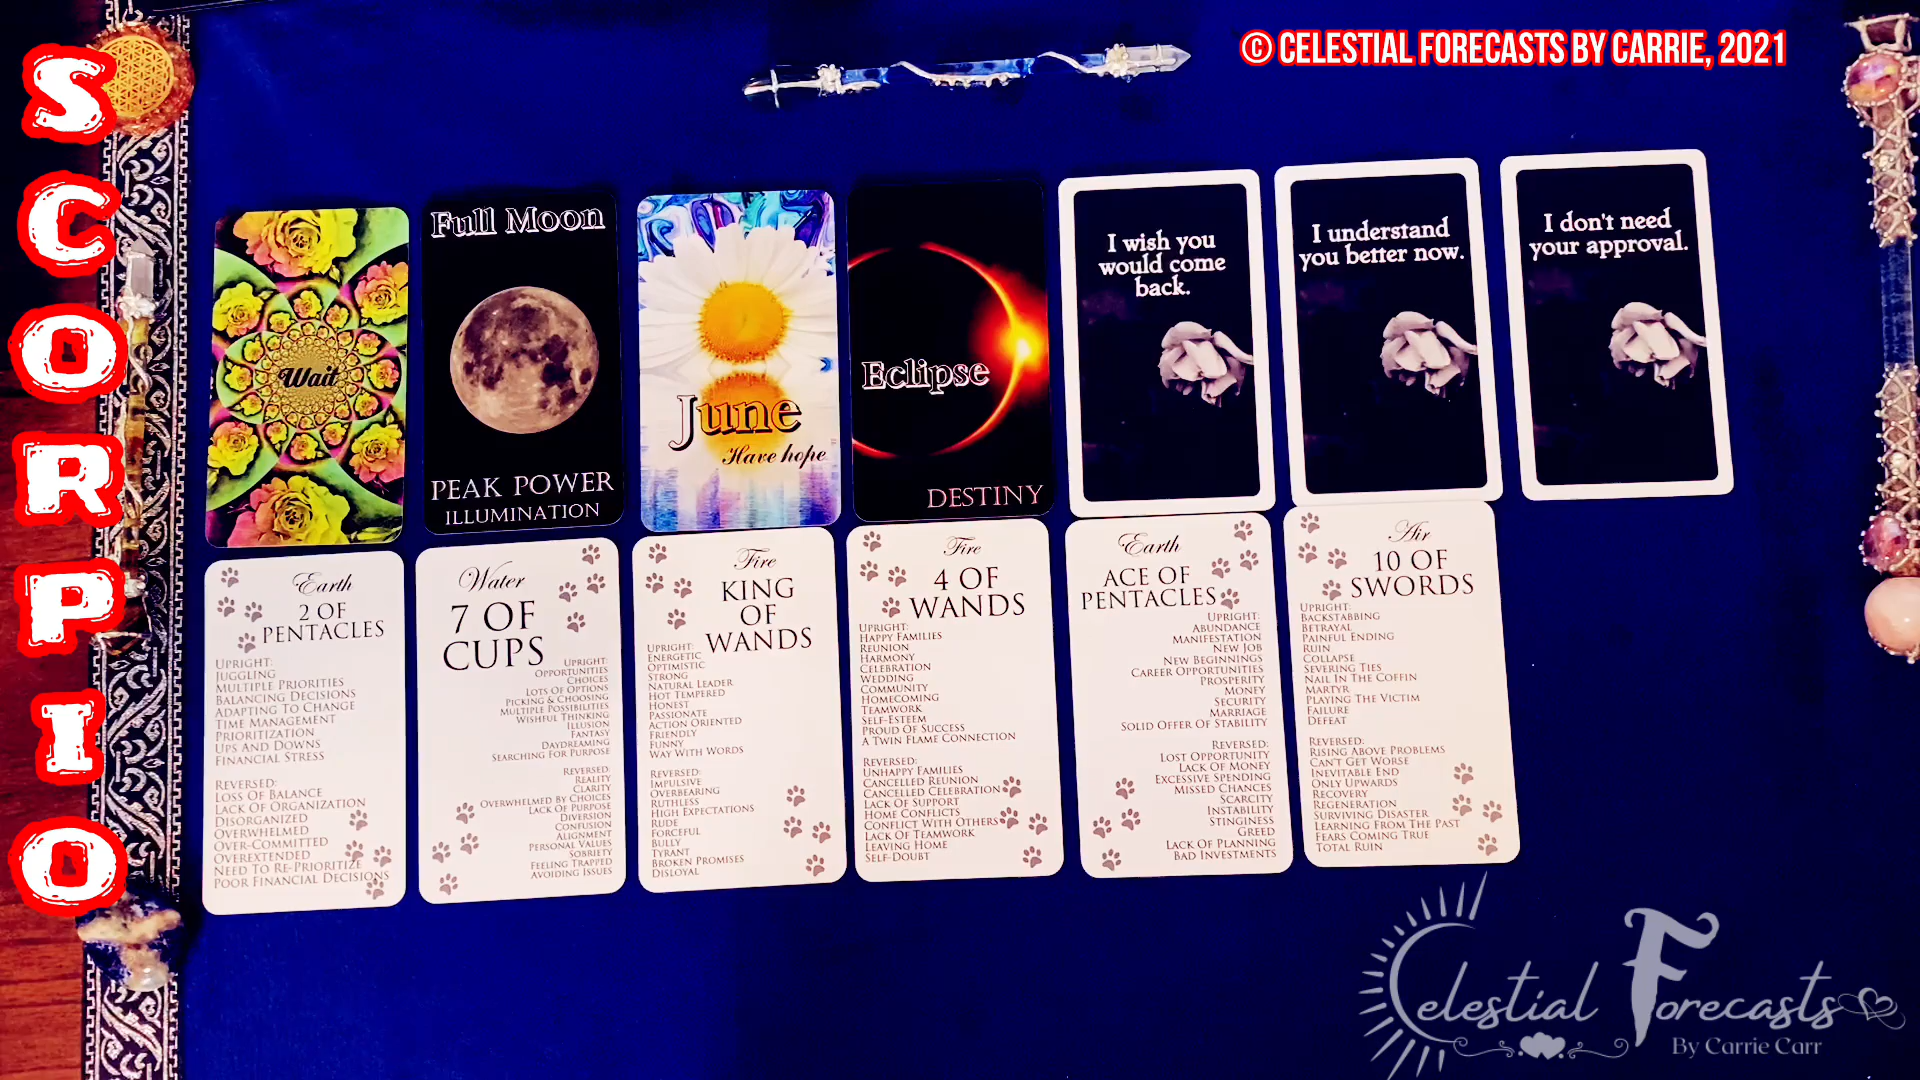 SCORPIO
© CELESTIAL FORECASTS BY CARRIE, 2021
Wait
Full Moon
PEAK POWER
ILLUMINATION
June
Have hope
Eclipse
DESTINY
I wish you
would come
back.
I understand
you better now.
I don't need
your approval.
Earth
2 OF
PENTACLES
UPRIGHT:
JUGGLING
MULTIPLE PRIORITIES
BALANCING DECISIONS
ADAPTING TO CHANGE
TIME MANAGEMENT
PRIORITIZATION
UPS AND DOWNS
FINANCIAL STRESS
REVERSED:
LOSS OF BALANCE
LACK OF ORGANIZATION
DISORGANIZED
OVERWHELMED
OVER-COMMITTED
OVEREXTENDED
NEED TO RE-PRIORITIZE
POOR FINANCIAL DECISIONS
Water
7 OF
CUPS
UPRIGHT:
OPPORTUNITIES
CHOICES
LOTS OF OPTIONS
PICKING & CHOOSING
MULTIPLE POSSIBILITIES
WISHFUL THINKING
ILLUSION
FANTASY
DAYDREAMING
SEARCHING FOR PURPOSE
REVERSED:
REALITY
CLARITY
OVERWHELMED BY CHOICES
LACK OF PURPOSE
DIVERSION
CONFUSION
ALIGNMENT
PERSONAL VALUES
SOBRIETY
FEELING TRAPPED
AVOIDING ISSUES
Fire
KING
OF
WANDS
UPRIGHT:
ENERGETIC
OPTIMISTIC
STRONG
NATURAL LEADER
HOT TEMPERED
HONEST
PASSIONATE
ACTION ORIENTED
FRIENDLY
FUNNY
WAY WITH WORDS
REVERSED:
IMPULSIVE
OVERBEARING
RUTHLESS
HIGH EXPECTATIONS
RUDE
FORCEFUL
BULLY
TYRANT
BROKEN PROMISES
DISLOYAL
Fire
4 OF
WANDS
UPRIGHT:
HAPPY FAMILIES
REUNION
HARMONY
CELEBRATION
WEDDING
COMMUNITY
HOMECOMING
TEAMWORK
SELF-ESTEEM
PROUD OF SUCCESS
A TWIN FLAME CONNECTION
REVERSED:
UNHAPPY FAMILIES
CANCELLED REUNION
CANCELLED CELEBRATION
LACK OF SUPPORT
HOME CONFLICTS
CONFLICT WITH OTHERS
LACK OF TEAMWORK
LEAVING HOME
SELF-DOUBT
Earth
ACE OF
PENTACLES
UPRIGHT:
ABUNDANCE
MANIFESTATION
NEW JOB
NEW BEGINNINGS
CAREER OPPORTUNITIES
PROSPERITY
MONEY
SECURITY
MARRIAGE
SOLID OFFER OF STABILITY
REVERSED:
LOST OPPORTUNITY
LACK OF MONEY
EXCESSIVE SPENDING
MISSED CHANCES
SCARCITY
INSTABILITY
STINGINESS
GREED
LACK OF PLANNING
BAD INVESTMENTS
Air
10 OF
SWORDS
UPRIGHT:
BACKSTABBING
BETRAYAL
PAINFUL ENDING
RUIN
COLLAPSE
SEVERING TIES
NAIL IN THE COFFIN
MARTYR
PLAYING THE VICTIM
FAILURE
DEFEAT
REVERSED:
RISING ABOVE PROBLEMS
CAN'T GET WORSE
INEVITABLE END
ONLY UPWARDS
RECOVERY
REGENERATION
SURVIVING DISASTER
LEARNING FROM THE PAST
FEARS COMING TRUE
TOTAL RUIN
Celestial Forecasts
By Carrie Carr